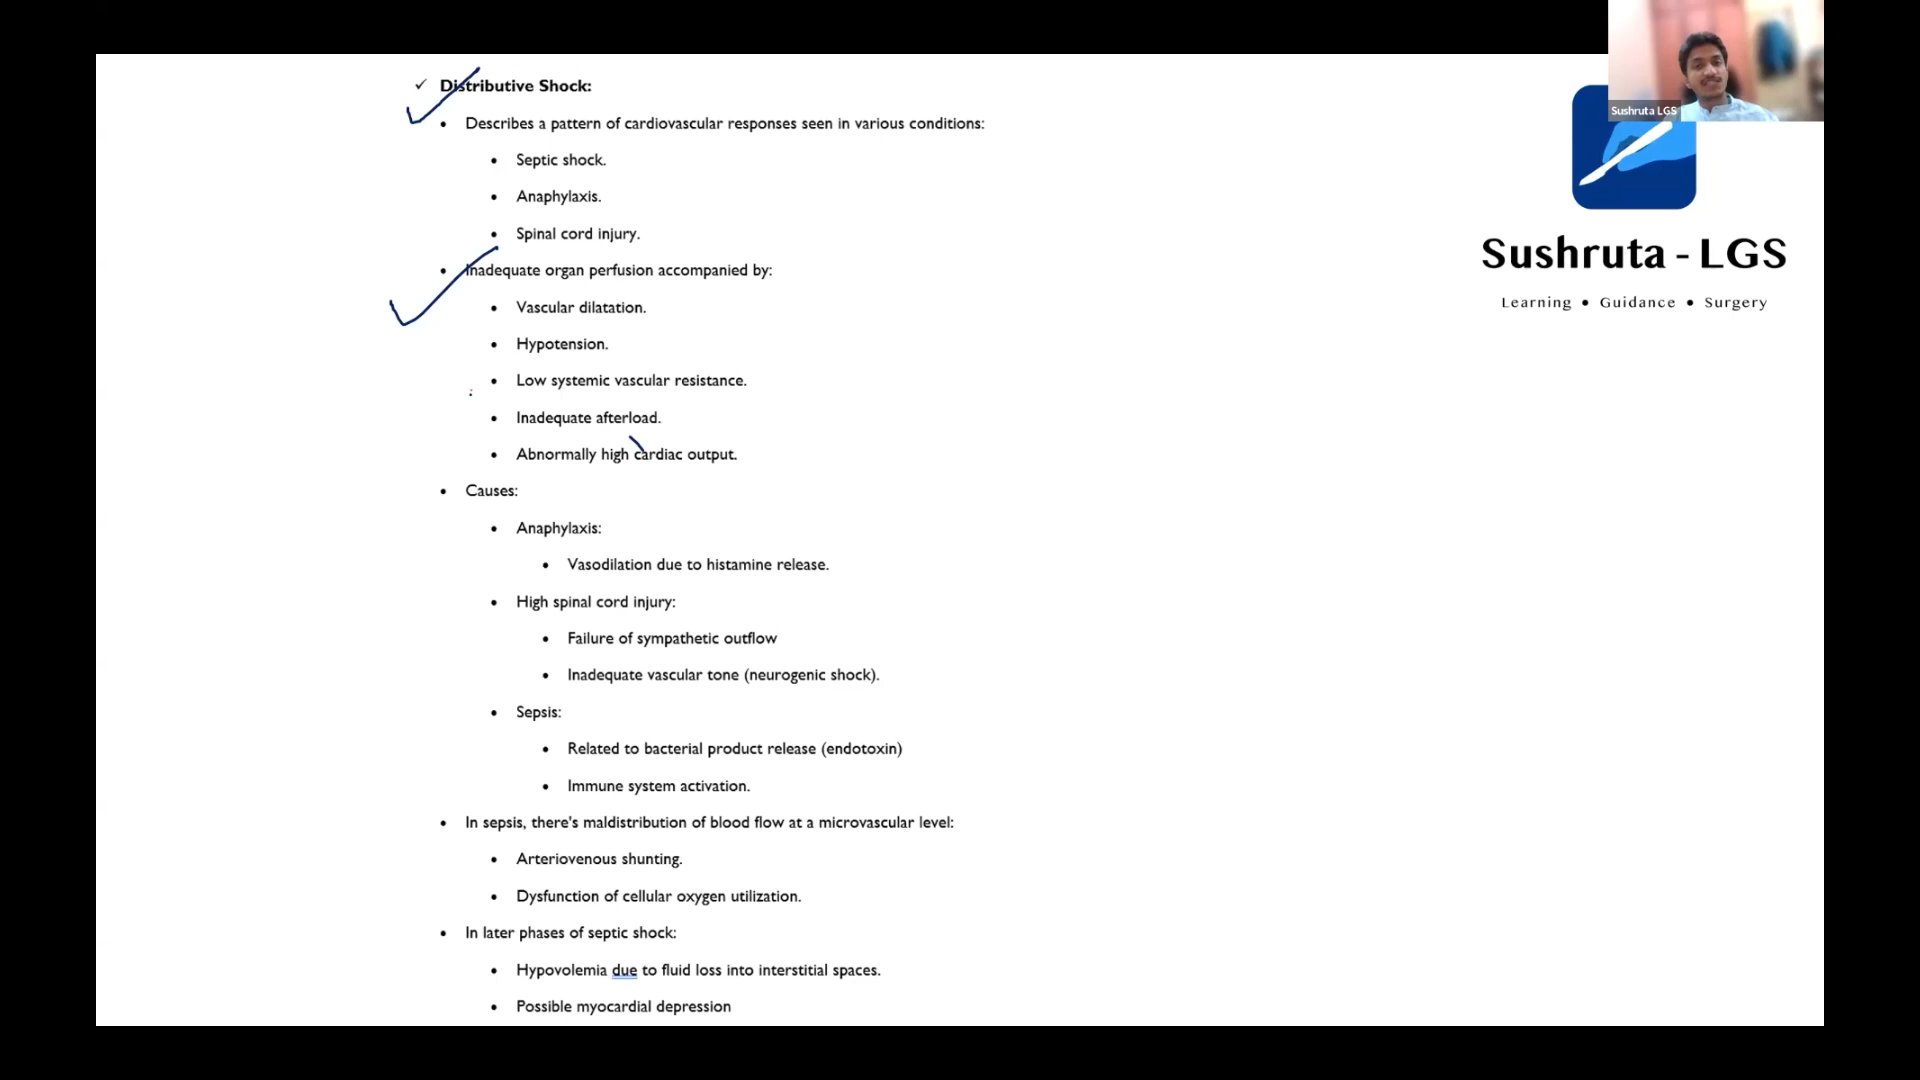 Sushruta LGS
✓ Distributive Shock:
• Describes a pattern of cardiovascular responses seen in various conditions:
• Septic shock.
• Anaphylaxis.
• Spinal cord injury.
• Inadequate organ perfusion accompanied by:
• Vascular dilatation.
• Hypotension.
• Low systemic vascular resistance.
• Inadequate afterload.
• Abnormally high cardiac output.
• Causes:
• Anaphylaxis:
• Vasodilation due to histamine release.
• High spinal cord injury:
• Failure of sympathetic outflow
• Inadequate vascular tone (neurogenic shock).
• Sepsis:
• Related to bacterial product release (endotoxin)
• Immune system activation.
• In sepsis, there's maldistribution of blood flow at a microvascular level:
• Arteriovenous shunting.
• Dysfunction of cellular oxygen utilization.
• In later phases of septic shock:
• Hypovolemia due to fluid loss into interstitial spaces.
• Possible myocardial depression
Sushruta - LGS
Learning • Guidance • Surgery